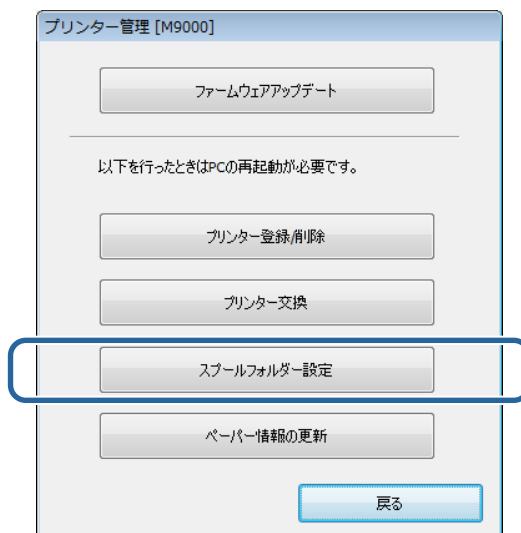 プリンター管理 [M9000]
ファームウェアアップデート
以下を行ったときはPCの再起動が必要です。
プリンター登録/削除
プリンター交換
スプールフォルダー設定
ペーパー情報の更新
戻る